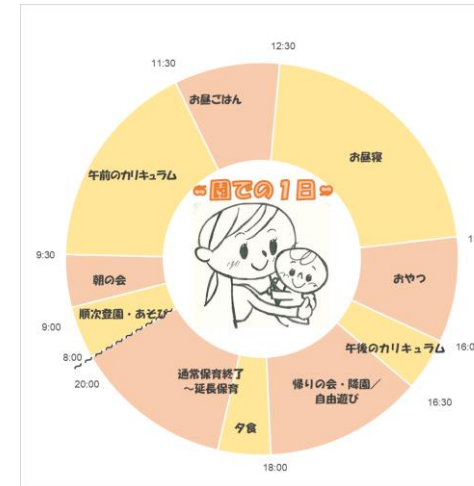 12:30
11:30
お昼ごはん
お昼寝
午前のカリキュラム
~園での1日~
9:30
朝の会
おやつ
順次登園・あそび
9:00
午後のカリキュラム
16:0
8:00
20:00
通常保育終了
~延長保育
帰りの会・降園/
自由遊び
16:30
夕食
18:00